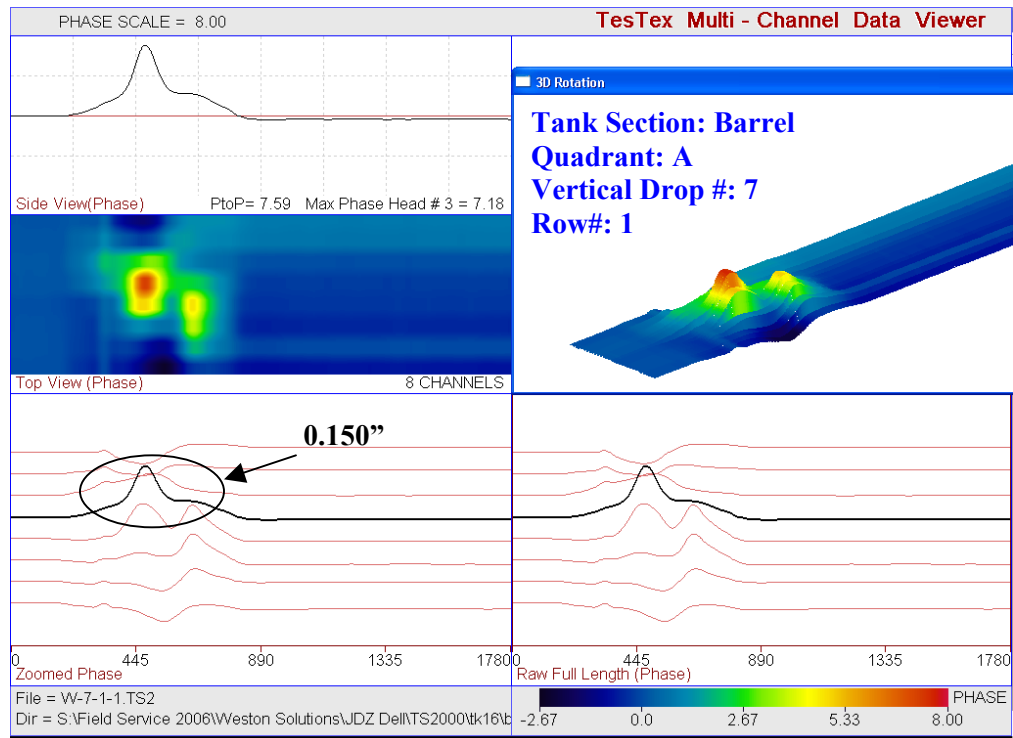 PHASE SCALE = 8.00
TesTex Multi - Channel Data Viewer
3D Rotation
Tank Section: Barrel
Quadrant: A
Vertical Drop #: 7
Row#: 1
Side View(Phase) PtoP= 7.59 Max Phase Head # 3 = 7.18
Top View (Phase) 8 CHANNELS
0.150”
0 445 890 1335 1780
Zoomed Phase
0 445 890 1335 1780
Raw Full Length (Phase)
File = W-7-1-1.TS2
Dir = S:\Field Service 2006\Weston Solutions\JDZ Dell\TS2000\tk16\b
PHASE
-2.67 0.0 2.67 5.33 8.00